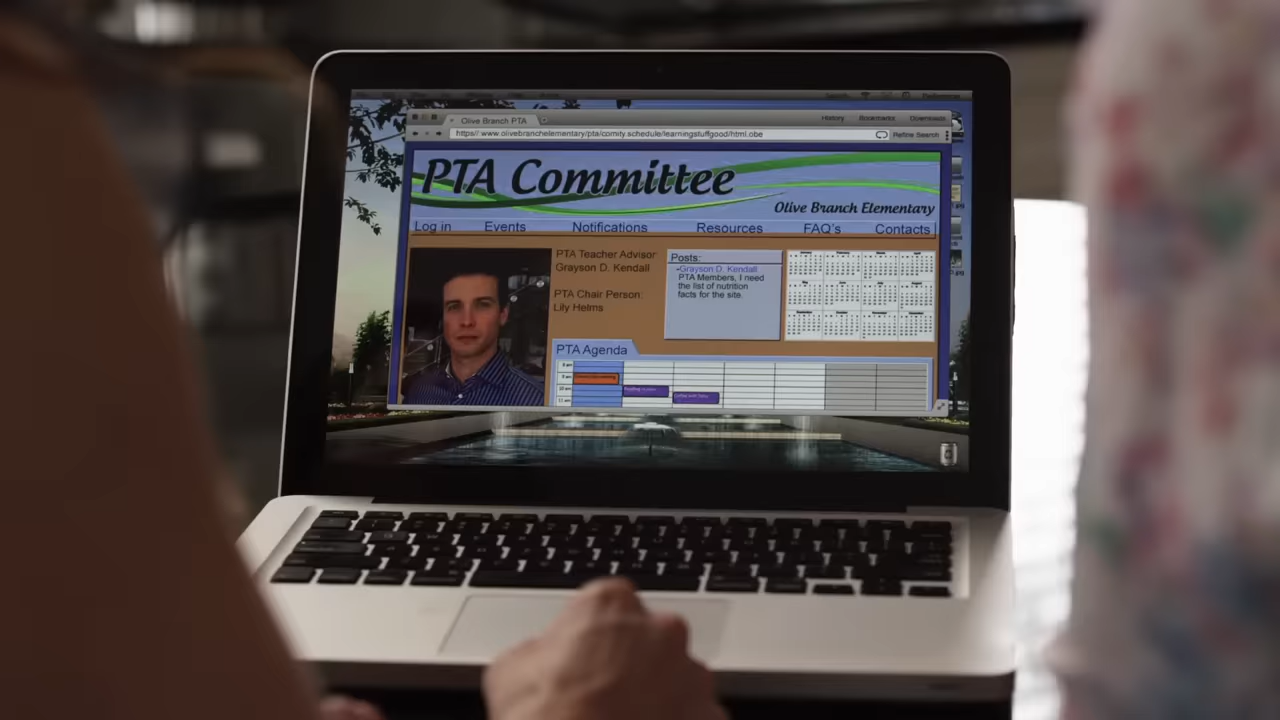 Olive Branch PTA
History Bookmarks Downloads
https//:www.olivebranchelementary/pta/comity.schedule/learningstuffgood/html.obe
Refine Search
PTA Committee
Olive Branch Elementary
Log in Events Notifications Resources FAQ's Contacts
PTA Teacher Advisor:
Grayson D. Kendall
PTA Chair Person:
Lily Helms
Posts:
-Grayson D. Kendall
PTA Members, I need
the list of nutrition
facts for the site.
PTA Agenda